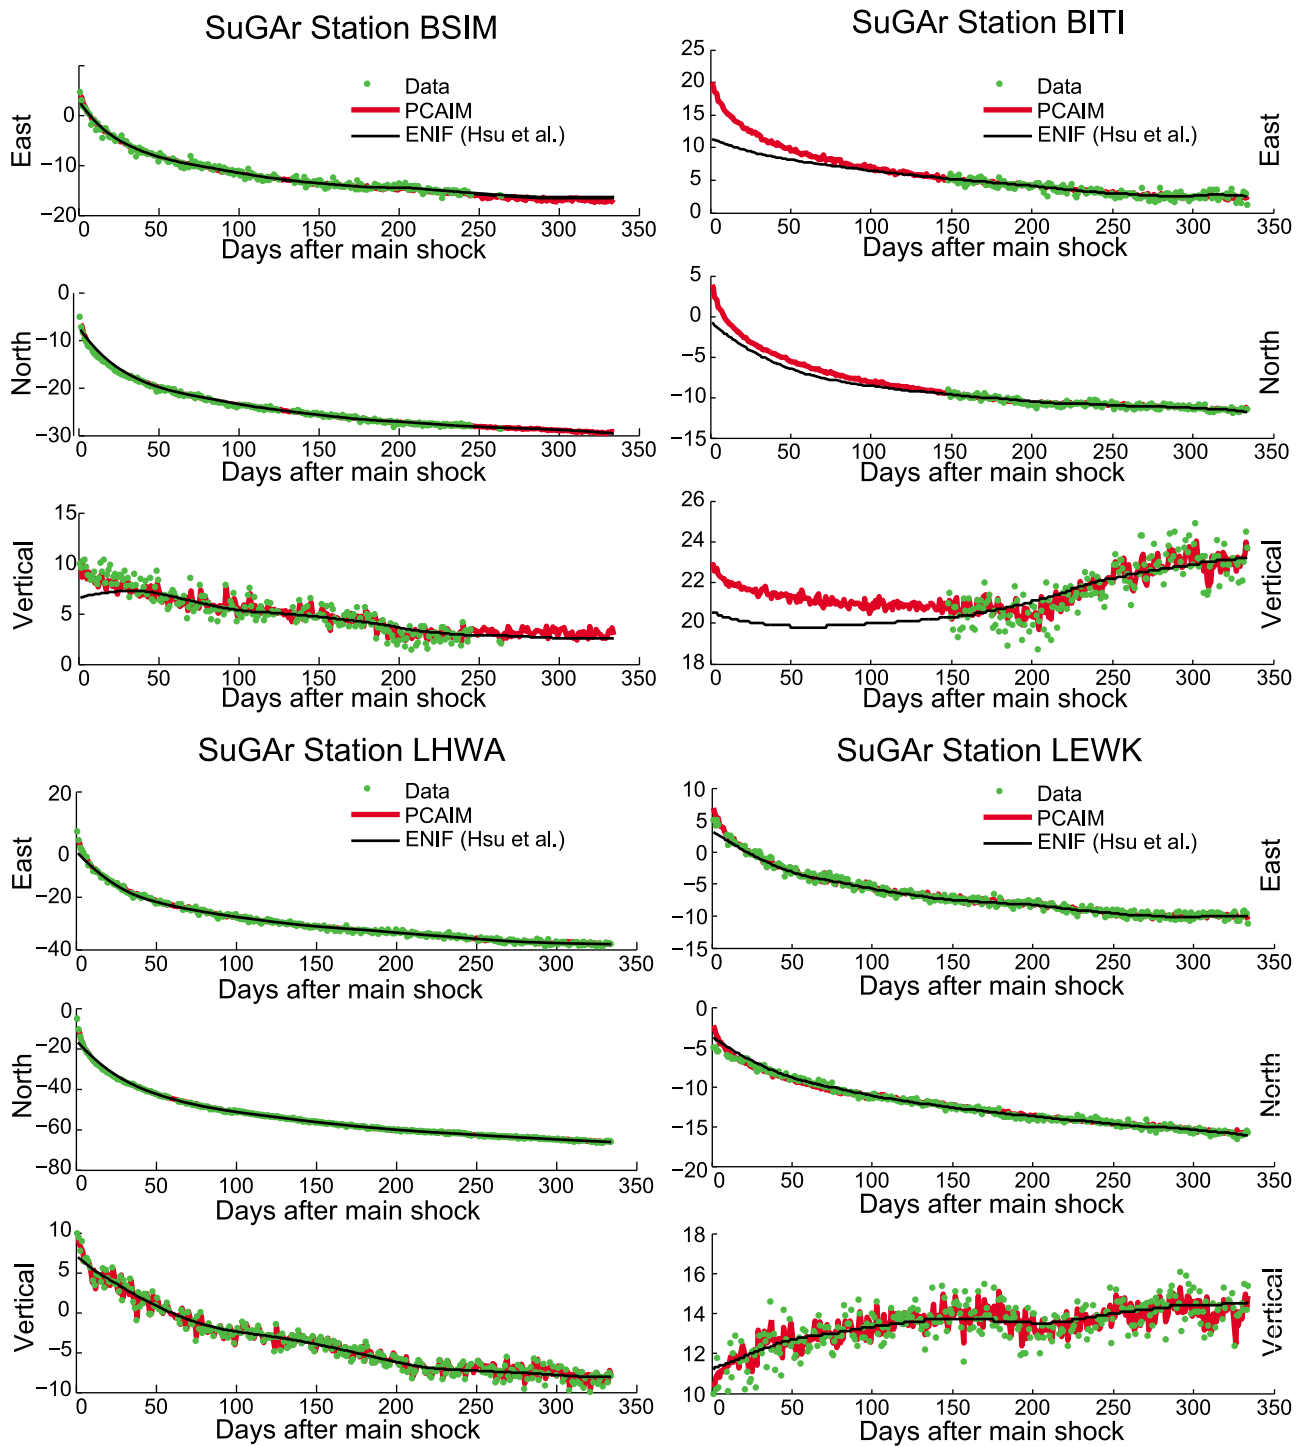 SuGAr Station BSIM
Data
PCAIM
ENIF (Hsu et al.)
East
0
−10
−20
0 50 100 150 200 250 300 350
Days after main shock
North
0
−10
−20
−30
0 50 100 150 200 250 300 350
Days after main shock
Vertical
15
10
5
0
0 50 100 150 200 250 300 350
Days after main shock
SuGAr Station BITI
Data
PCAIM
ENIF (Hsu et al.)
East
25
20
15
10
5
0
0 50 100 150 200 250 300 350
Days after main shock
North
5
0
−5
−10
−15
0 50 100 150 200 250 300 350
Days after main shock
Vertical
26
24
22
20
18
0 50 100 150 200 250 300 350
Days after main shock
SuGAr Station LHWA
Data
PCAIM
ENIF (Hsu et al.)
East
20
0
−20
−40
0 50 100 150 200 250 300 350
Days after main shock
North
0
−20
−40
−60
−80
0 50 100 150 200 250 300 350
Days after main shock
Vertical
10
5
0
−5
−10
0 50 100 150 200 250 300 350
Days after main shock
SuGAr Station LEWK
Data
PCAIM
ENIF (Hsu et al.)
East
10
5
0
−5
−10
−15
0 50 100 150 200 250 300 350
Days after main shock
North
0
−5
−10
−15
−20
0 50 100 150 200 250 300 350
Days after main shock
Vertical
18
16
14
12
10
0 50 100 150 200 250 300 350
Days after main shock